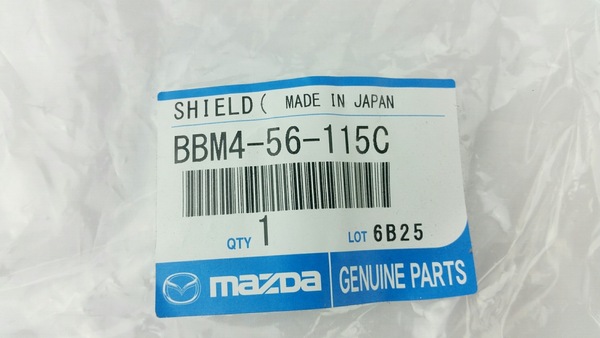 SHIELD( MADE IN JAPAN
BBM4-56-115C
QTY 1 LOT 6B25
mazda GENUINE PARTS